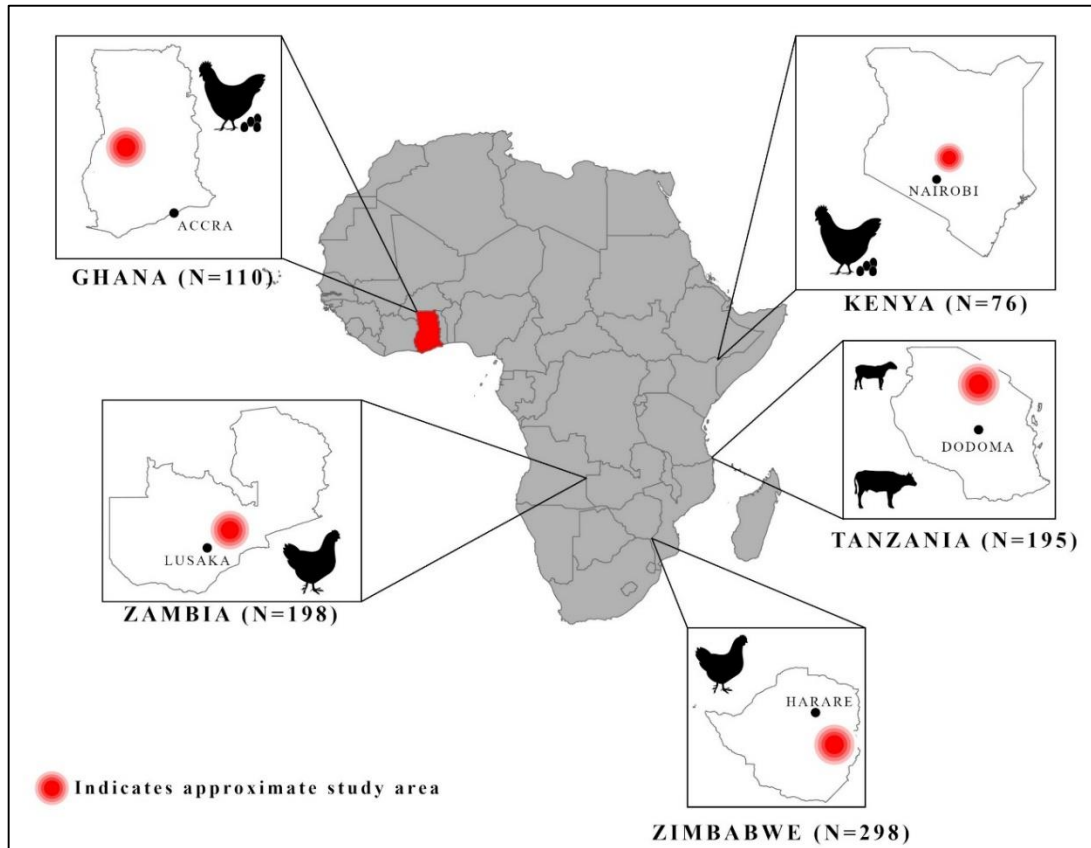 ACCRA
GHANA (N=110)
NAIROBI
KENYA (N=76)
DODOMA
TANZANIA (N=195)
LUSAKA
ZAMBIA (N=198)
HARARE
ZIMBABWE (N=298)
Indicates approximate study area